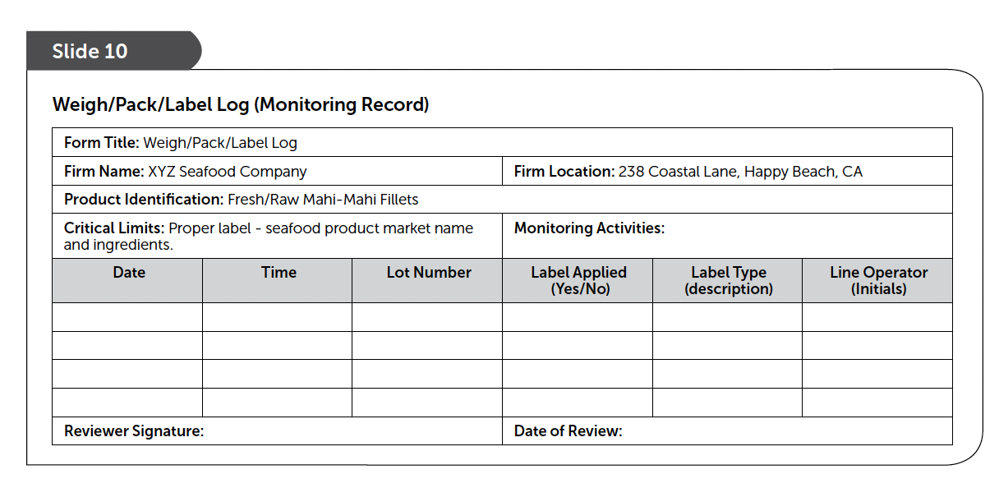 Slide 10
Weigh/Pack/Label Log (Monitoring Record)
Form Title: Weigh/Pack/Label Log
Firm Name: XYZ Seafood Company
Firm Location: 238 Coastal Lane, Happy Beach, CA
Product Identification: Fresh/Raw Mahi-Mahi Fillets
Critical Limits: Proper label - seafood product market name
and ingredients.
Monitoring Activities:
Date
Time
Lot Number
Label Applied
(Yes/No)
Label Type
(description)
Line Operator
(Initials)
Reviewer Signature:
Date of Review: